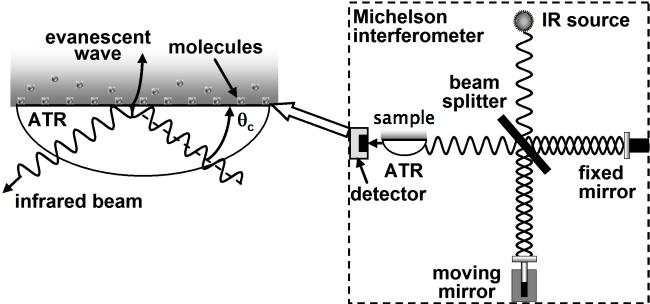 evanescent
wave
molecules
ATR
θc
infrared beam
Michelson
interferometer
IR source
beam
splitter
sample
ATR
detector
fixed
mirror
moving
mirror